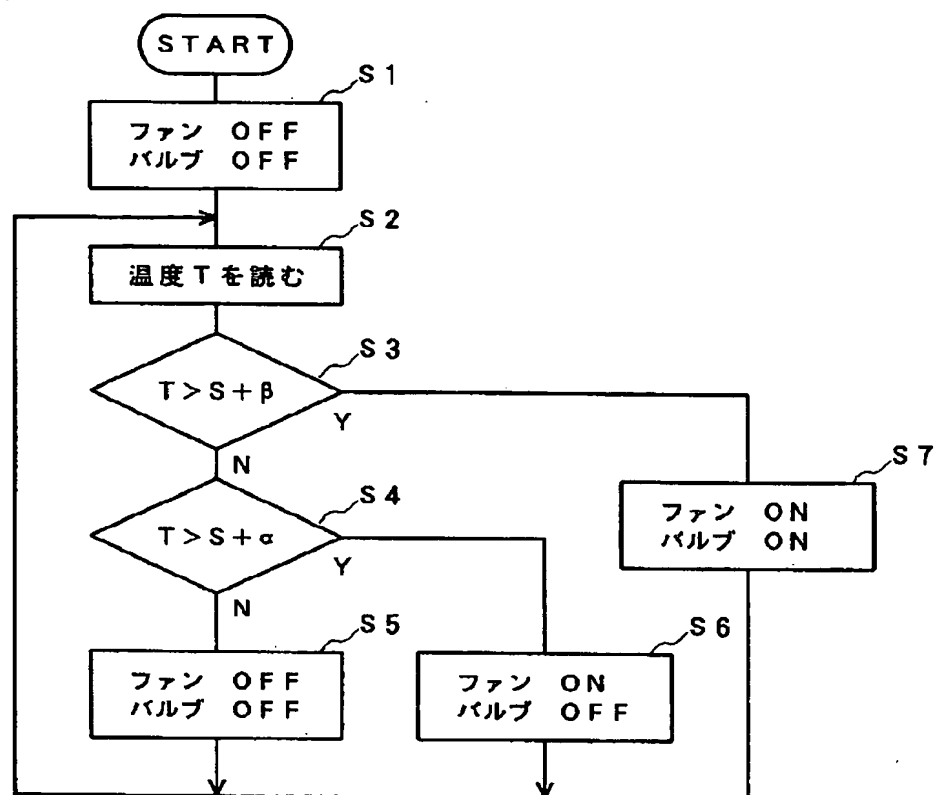 START
S1
ファン OFF
バルブ OFF
S2
温度Tを読む
S3
T>S+β
Y
N
S4
T>S+α
Y
N
S7
ファン ON
バルブ ON
S5
ファン OFF
バルブ OFF
S6
ファン ON
バルブ OFF